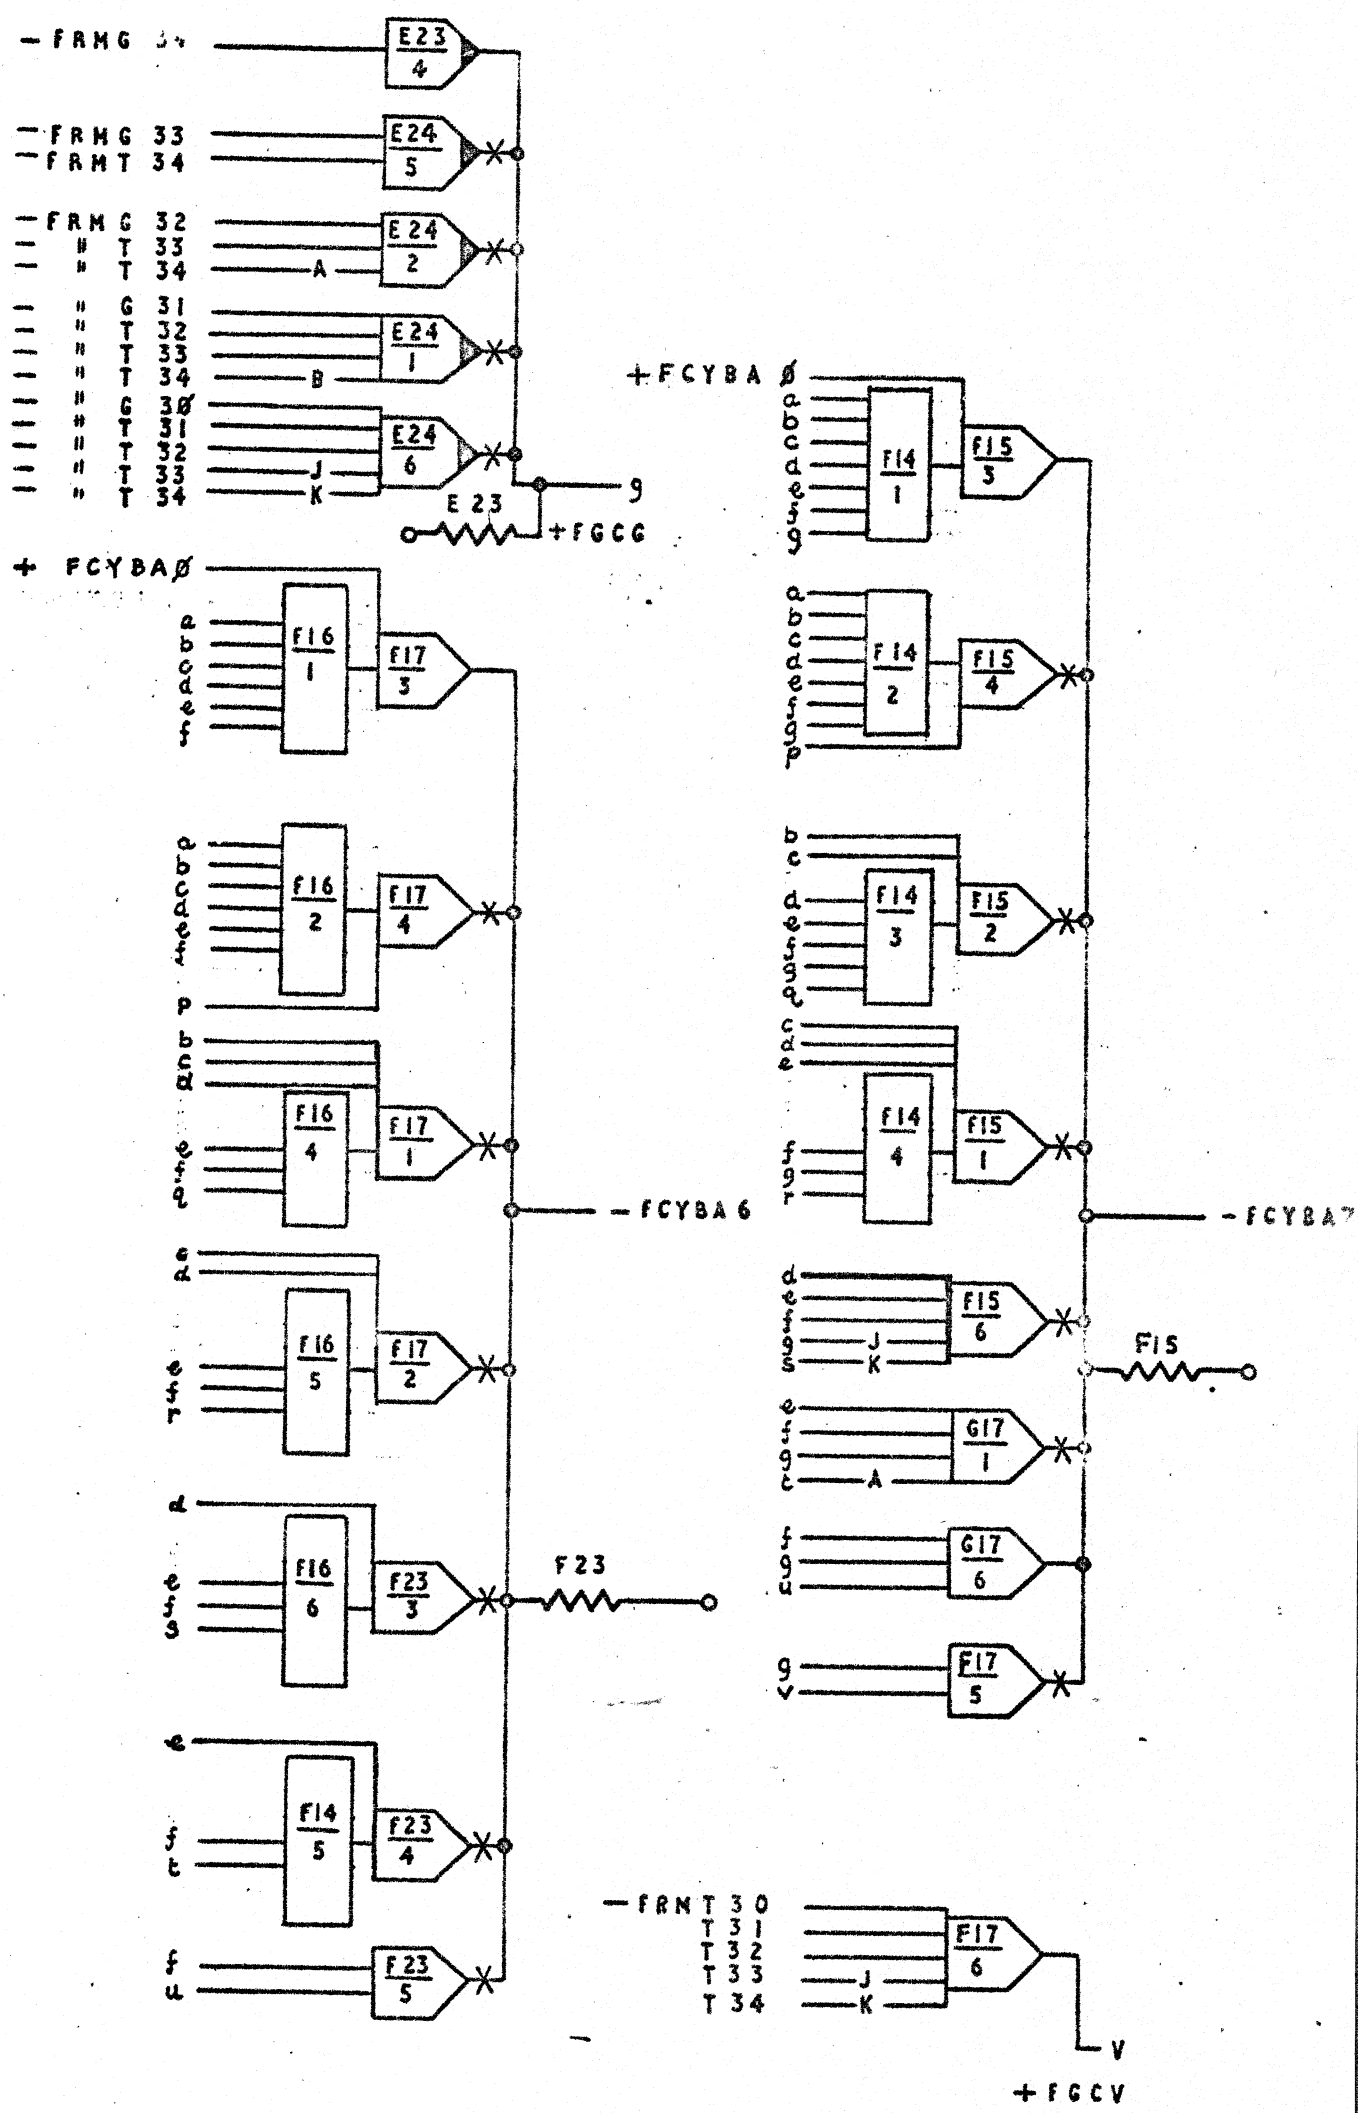 - FRMG 34
E23
4
- FRMG 33
- FRMT 34
E24
5
- FRMG 32
- " T 33
- " T 34 A
E24
2
- " G 31
- " T 32
- " T 33
- " T 34 B
E24
1
- " G 3Ø
- " T 31
- " T 32
- " T 33 J
- " T 34 K
E24
6
g
E 23
+FGCG
+ FCYBAØ
a
b
c
d
e
f
F16
1
F17
3
a
b
c
d
e
f
p
F16
2
F17
4
b
c
d
e
f
q
F16
4
F17
1
- FCYBA 6
c
d
e
f
r
F16
5
F17
2
d
e
f
s
F16
6
F23
3
F23
e
f
t
F14
5
F23
4
f
u
F23
5
+FCYBA Ø
a
b
c
d
e
f
g
F14
1
F15
3
a
b
c
d
e
f
g
p
F14
2
F15
4
b
c
d
e
f
g
q
F14
3
F15
2
c
d
e
f
g
r
F14
4
F15
1
- FCYBA7
d
e
f
g J
s K
F15
6
F15
e
f
g
t A
G17
1
f
g
u
G17
6
g
v
F17
5
- FRMT 30
T 31
T 32
T 33 J
T 34 K
F17
6
V
+ FGCV